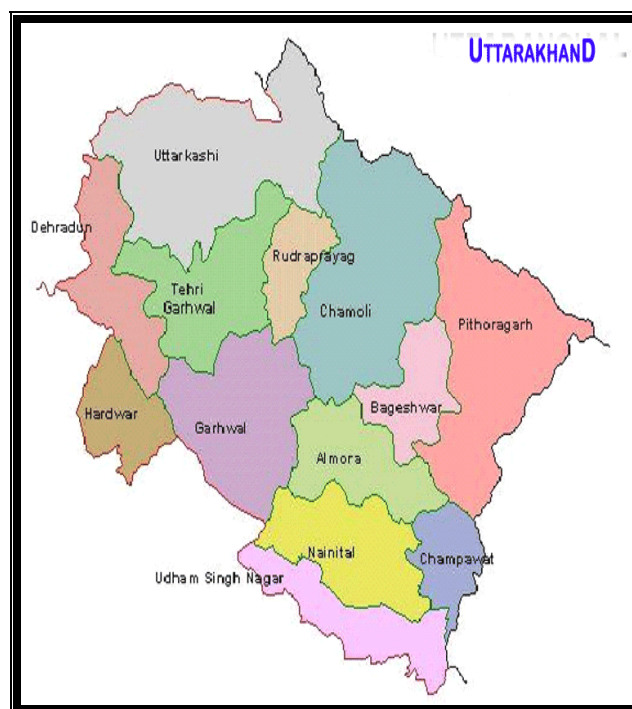 UTTARAKHAND
Uttarkashi
Dehradun
Rudraprayag
Tehri
Garhwal
Chamoli
Pithoragarh
Hardwar
Garhwal
Bageshwar
Almora
Nainital
Champawat
Udham Singh Nagar